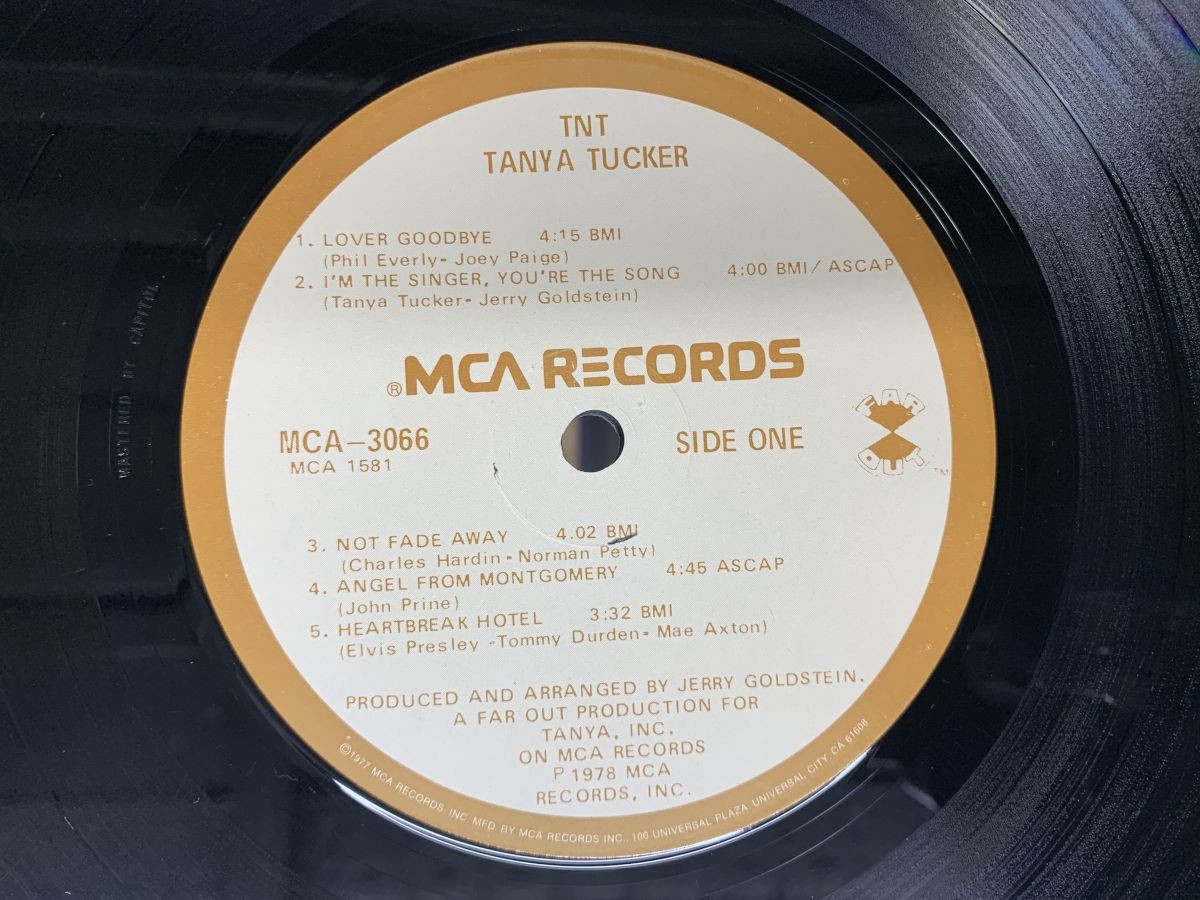 TNT
TANYA TUCKER
1. LOVER GOODBYE 4:15 BMI
(Phil Everly- Joey Paige)
2. I'M THE SINGER, YOU'RE THE SONG 4:00 BMI/ ASCAP
(Tanya Tucker- Jerry Goldstein)
®MCA RECORDS
MCA-3066 SIDE ONE
MCA 1581
FAR OUT ™
3. NOT FADE AWAY 4.02 BMI
(Charles Hardin - Norman Petty)
4. ANGEL FROM MONTGOMERY 4:45 ASCAP
(John Prine)
5. HEARTBREAK HOTEL 3:32 BMI
(Elvis Presley -Tommy Durden- Mae Axton)
PRODUCED AND ARRANGED BY JERRY GOLDSTEIN.
A FAR OUT PRODUCTION FOR
TANYA, INC.
ON MCA RECORDS
P 1978 MCA
RECORDS, INC.
©1977 MCA RECORDS, INC. MFD. BY MCA RECORDS INC., 100 UNIVERSAL PLAZA UNIVERSAL CITY, CA 61608
MASTERED BY CAPITOL